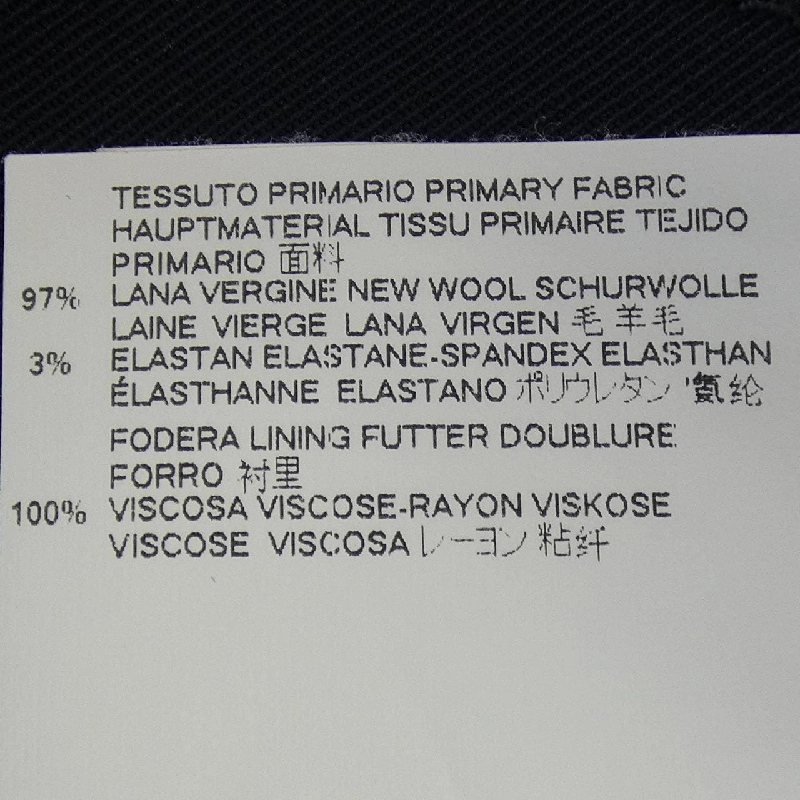 TESSUTO PRIMARIO PRIMARY FABRIC
HAUPTMATERIAL TISSU PRIMAIRE TEJIDO
PRIMARIO 面料
97% LANA VERGINE NEW WOOL SCHURWOLLE
LAINE VIERGE LANA VIRGEN 毛 羊毛
3% ELASTAN ELASTANE-SPANDEX ELASTHAN
ÉLASTHANNE ELASTANO ポリウレタン 氨纶
FODERA LINING FUTTER DOUBLURE
FORRO 衬里
100% VISCOSA VISCOSE-RAYON VISKOSE
VISCOSE VISCOSA レーヨン 粘纤